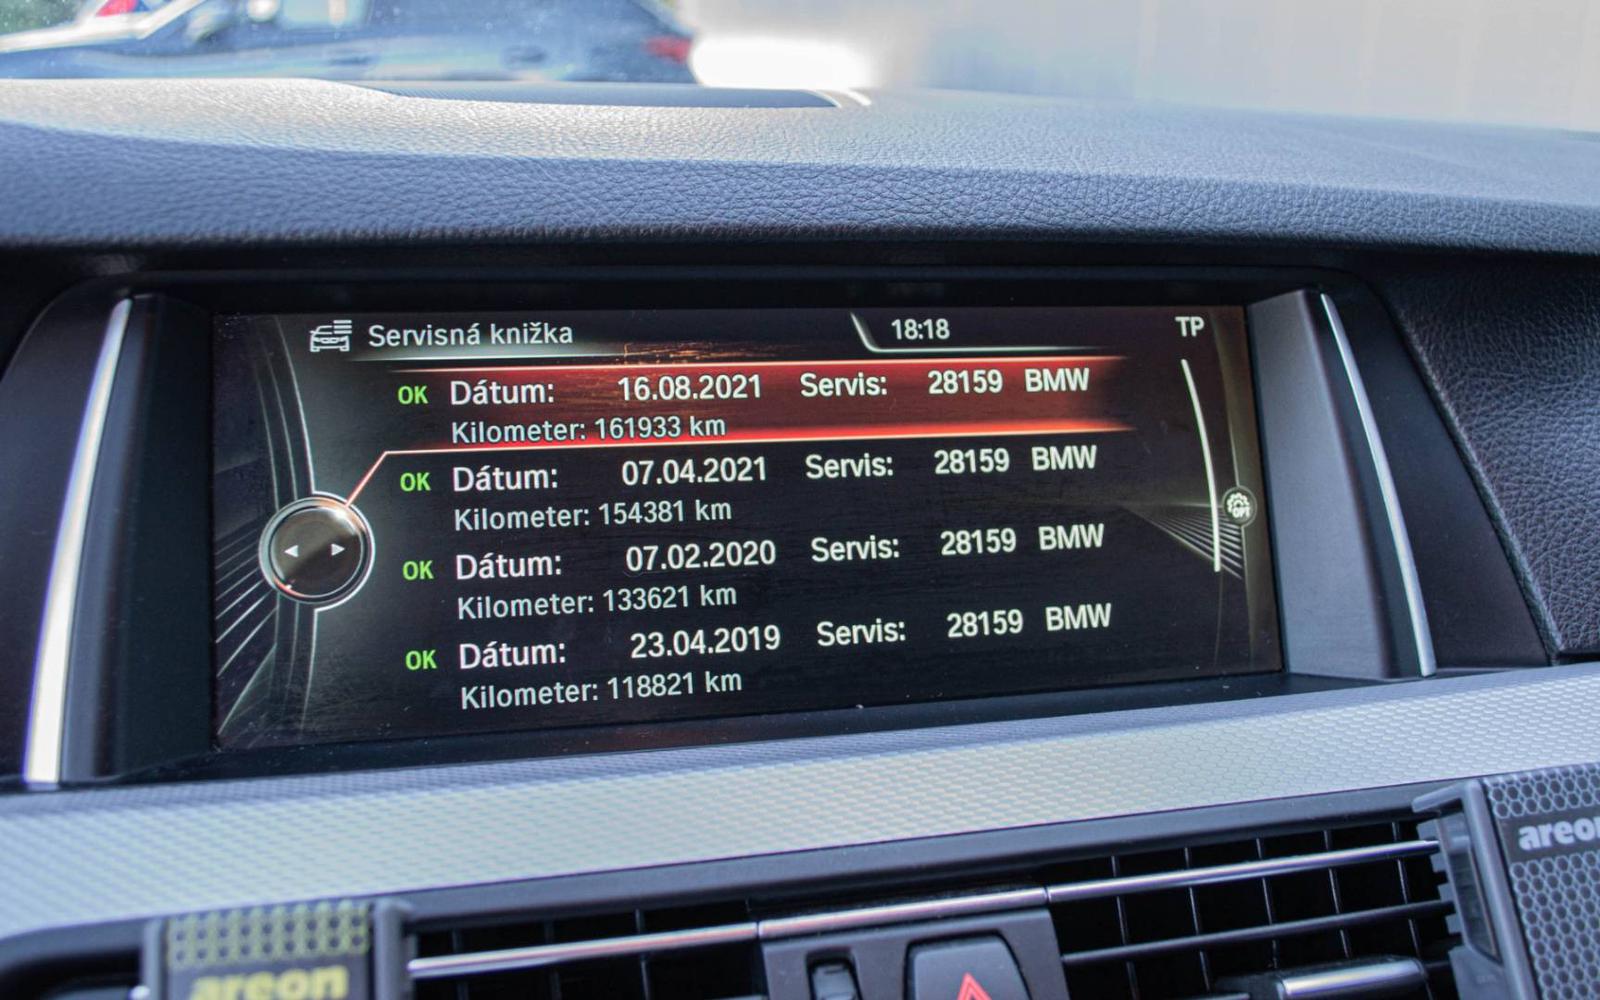 Servisná knižka 18:18 TP
OK Dátum: 16.08.2021 Servis: 28159 BMW
Kilometer: 161933 km
OK Dátum: 07.04.2021 Servis: 28159 BMW
Kilometer: 154381 km
OK Dátum: 07.02.2020 Servis: 28159 BMW
Kilometer: 133621 km
OK Dátum: 23.04.2019 Servis: 28159 BMW
Kilometer: 118821 km
OPT
areon
areon